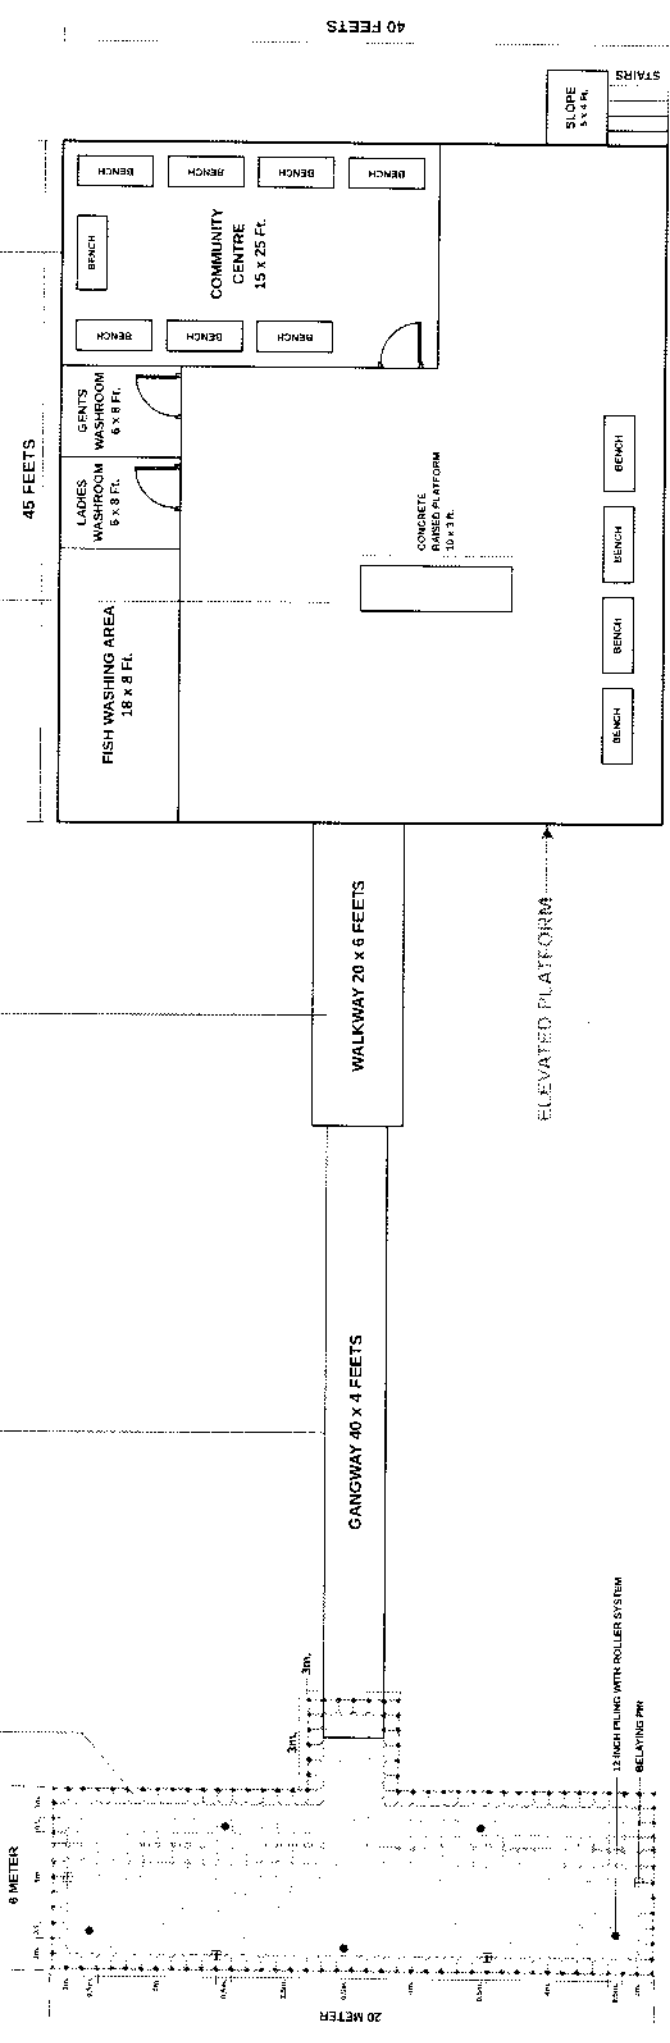 40 FEETS
STAIRS
SLOPE
5 x 4 Ft.
BENCH
BENCH
BENCH
BENCH
BENCH
COMMUNITY
CENTRE
15 x 25 Ft.
BENCH
BENCH
BENCH
45 FEETS
GENTS
WASHROOM
6 x 8 Ft.
LADIES
WASHROOM
6 x 8 Ft.
CONCRETE
RAISED PLATFORM
10 x 3 ft.
BENCH
BENCH
BENCH
BENCH
FISH WASHING AREA
18 x 8 Ft.
WALKWAY 20 x 6 FEETS
ELEVATED PLATFORM
GANGWAY 40 x 4 FEETS
3m.
3m.
12 INCH PILING WITH ROLLER SYSTEM
BELAYING PIN
6 METER
20 METER